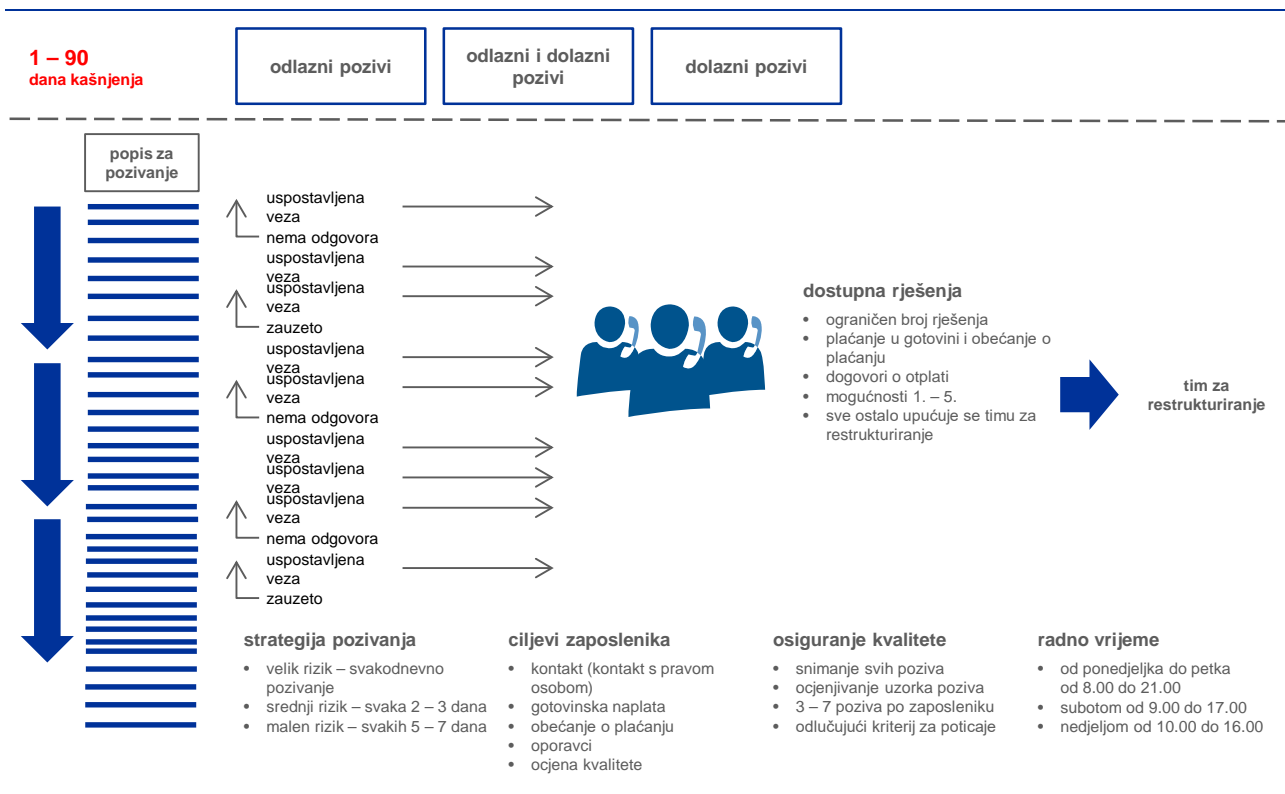 1 – 90
dana kašnjenja
odlazni pozivi
odlazni i dolazni
pozivi
dolazni pozivi
popis za
pozivanje
uspostavljena
veza
nema odgovora
uspostavljena
veza
uspostavljena
veza
zauzeto
uspostavljena
veza
uspostavljena
veza
nema odgovora
uspostavljena
veza
uspostavljena
veza
uspostavljena
veza
nema odgovora
uspostavljena
veza
zauzeto
dostupna rješenja
• ograničen broj rješenja
• plaćanje u gotovini i obećanje o
plaćanju
• dogovori o otplati
• mogućnosti 1. – 5.
• sve ostalo upućuje se timu za
restrukturiranje
tim za
restrukturiranje
strategija pozivanja
• velik rizik – svakodnevno
pozivanje
• srednji rizik – svaka 2 – 3 dana
• malen rizik – svakih 5 – 7 dana
ciljevi zaposlenika
• kontakt (kontakt s pravom
osobom)
• gotovinska naplata
• obećanje o plaćanju
• oporavci
• ocjena kvalitete
osiguranje kvalitete
• snimanje svih poziva
• ocjenjivanje uzorka poziva
• 3 – 7 poziva po zaposleniku
• odlučujući kriterij za poticaje
radno vrijeme
• od ponedjeljka do petka
od 8.00 do 21.00
• subotom od 9.00 do 17.00
• nedjeljom od 10.00 do 16.00